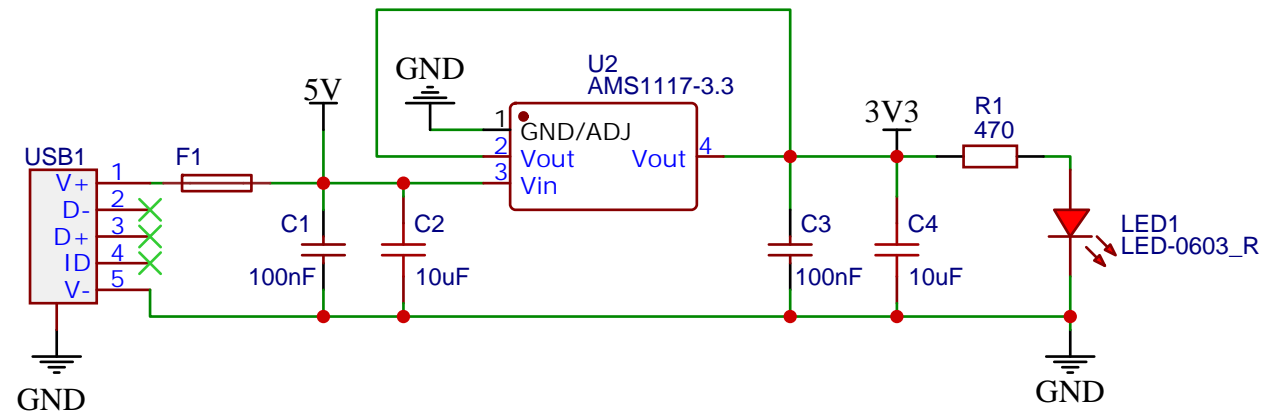 U2
AMS1117-3.3
GND
5V
1
GND/ADJ
2
Vout
Vout
4
3
Vin
3V3
R1
470
USB1
F1
V+
1
D-
2
D+
3
ID
4
V-
5
C1
100nF
C2
10uF
C3
100nF
C4
10uF
LED1
LED-0603_R
GND
GND